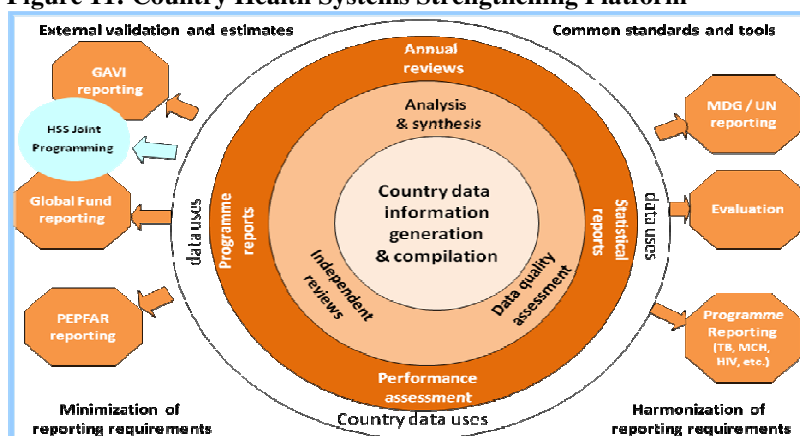 Figure 11: Country Health Systems Strengthening Platform
External validation and estimates
Common standards and tools
GAVI
reporting
HSS Joint
Programming
Global Fund
reporting
PEPFAR
reporting
Annual
reviews
Analysis
& synthesis
Country data
information
generation
& compilation
Programme
reports
Independent
reviews
Data quality
assessment
Statistical
reports
Performance
assessment
data uses
data uses
Country data uses
MDG / UN
reporting
Evaluation
Programme
Reporting
(TB, MCH,
HIV, etc.)
Minimization of
reporting requirements
Harmonization of
reporting requirements